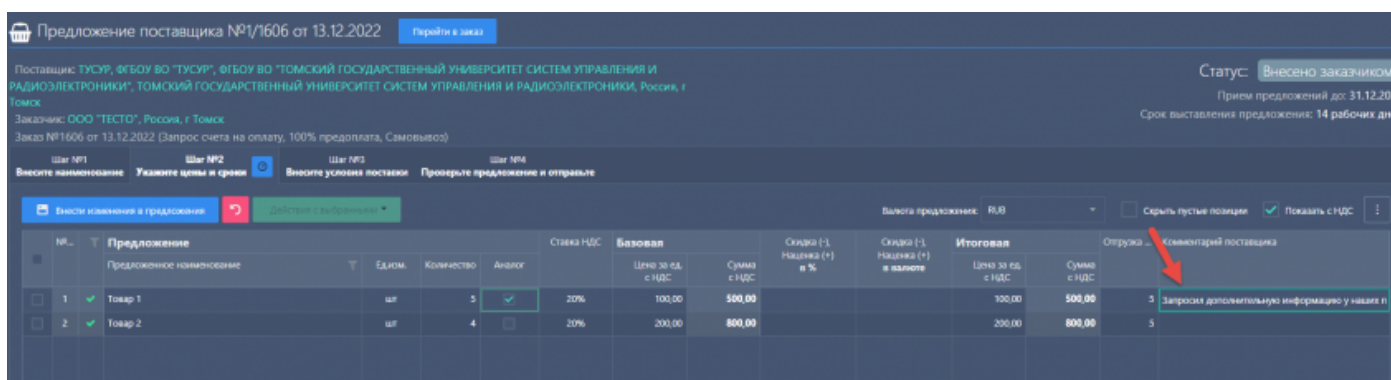 Предложение поставщика №1/1606 от 13.12.2022 Перейти в заказ
Поставщик: ТУСУР, ФГБОУ ВО "ТУСУР", ФГБОУ ВО "ТОМСКИЙ ГОСУДАРСТВЕННЫЙ УНИВЕРСИТЕТ СИСТЕМ УПРАВЛЕНИЯ И
РАДИОЭЛЕКТРОНИКИ", ТОМСКИЙ ГОСУДАРСТВЕННЫЙ УНИВЕРСИТЕТ СИСТЕМ УПРАВЛЕНИЯ И РАДИОЭЛЕКТРОНИКИ, Россия, г
Томск
Заказчик: ООО "ТЕСТО", Россия, г Томск
Заказ №1606 от 13.12.2022 (Запрос счета на оплату, 100% предоплата, Самовывоз)
Статус: Внесено заказчиком
Прием предложений до: 31.12.20
Срок выставления предложения: 14 рабочих дн
Шаг №1 Шаг №2 Шаг №3 Шаг №4
Внесите наименование Укажите цены и сроки Внесите условия поставки Проверьте предложение и отправьте
Внести изменения в предложения Действия с выбранными Валюта предложения: RUB Скрыть пустые позиции Показать с НДС
№... Предложение Ставка НДС Базовая Скидка (-), Наценка (+) в % Скидка (-), Наценка (+) в валюте Итоговая Отгрузка ... Комментарий поставщика
Предложенное наименование Ед.изм. Количество Аналог Цена за ед. с НДС Сумма с НДС Цена за ед. с НДС Сумма с НДС
1 Товар 1 шт 5 20% 100,00 500,00 100,00 500,00 5 Запросил дополнительную информацию у наших п
2 Товар 2 шт 4 20% 200,00 800,00 200,00 800,00 5